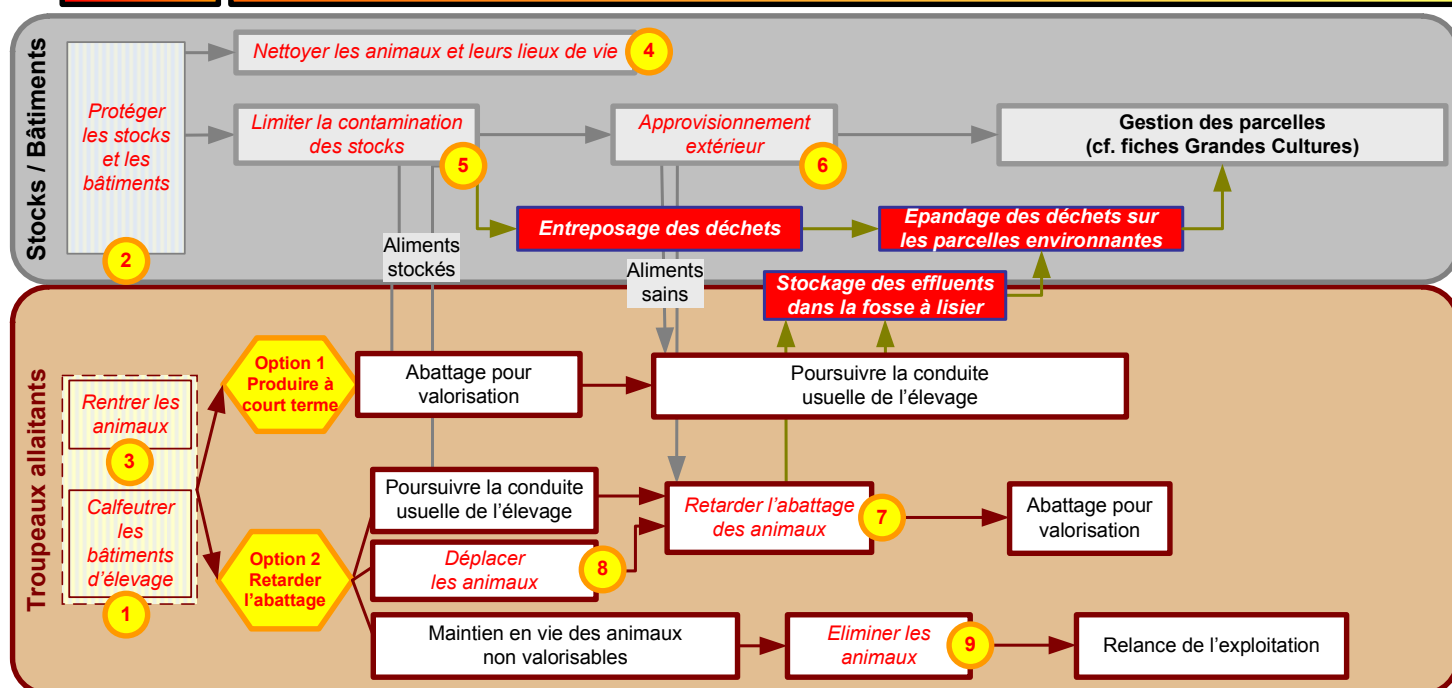 Stocks / Bâtiments
Protéger
les stocks
et les
bâtiments
2
Nettoyer les animaux et leurs lieux de vie
4
Limiter la contamination
des stocks
5
Approvisionnement
extérieur
6
Gestion des parcelles
(cf. fiches Grandes Cultures)
Entreposage des déchets
Epandage des déchets sur
les parcelles environnantes
Aliments
stockés
Aliments
sains
Stockage des effluents
dans la fosse à lisier
Troupeaux allaitants
Rentrer les
animaux
3
Calfeutrer
les
bâtiments
d'élevage
1
Option 1
Produire à
court terme
Abattage pour
valorisation
Poursuivre la conduite
usuelle de l'élevage
Option 2
Retarder
l'abattage
Poursuivre la conduite
usuelle de l'élevage
Retarder l'abattage
des animaux
7
Abattage pour
valorisation
Déplacer
les animaux
8
Maintien en vie des animaux
non valorisables
Eliminer les
animaux
9
Relance de l'exploitation